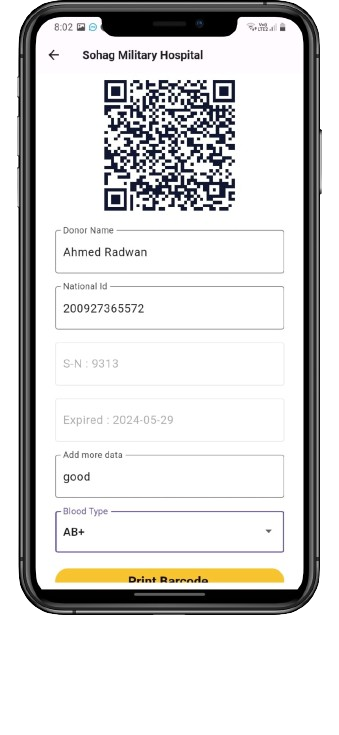 8:02
Sohag Military Hospital
Donor Name
Ahmed Radwan
National Id
200927365572
S-N : 9313
Expired : 2024-05-29
Add more data
good
Blood Type
AB+
Print Barcode